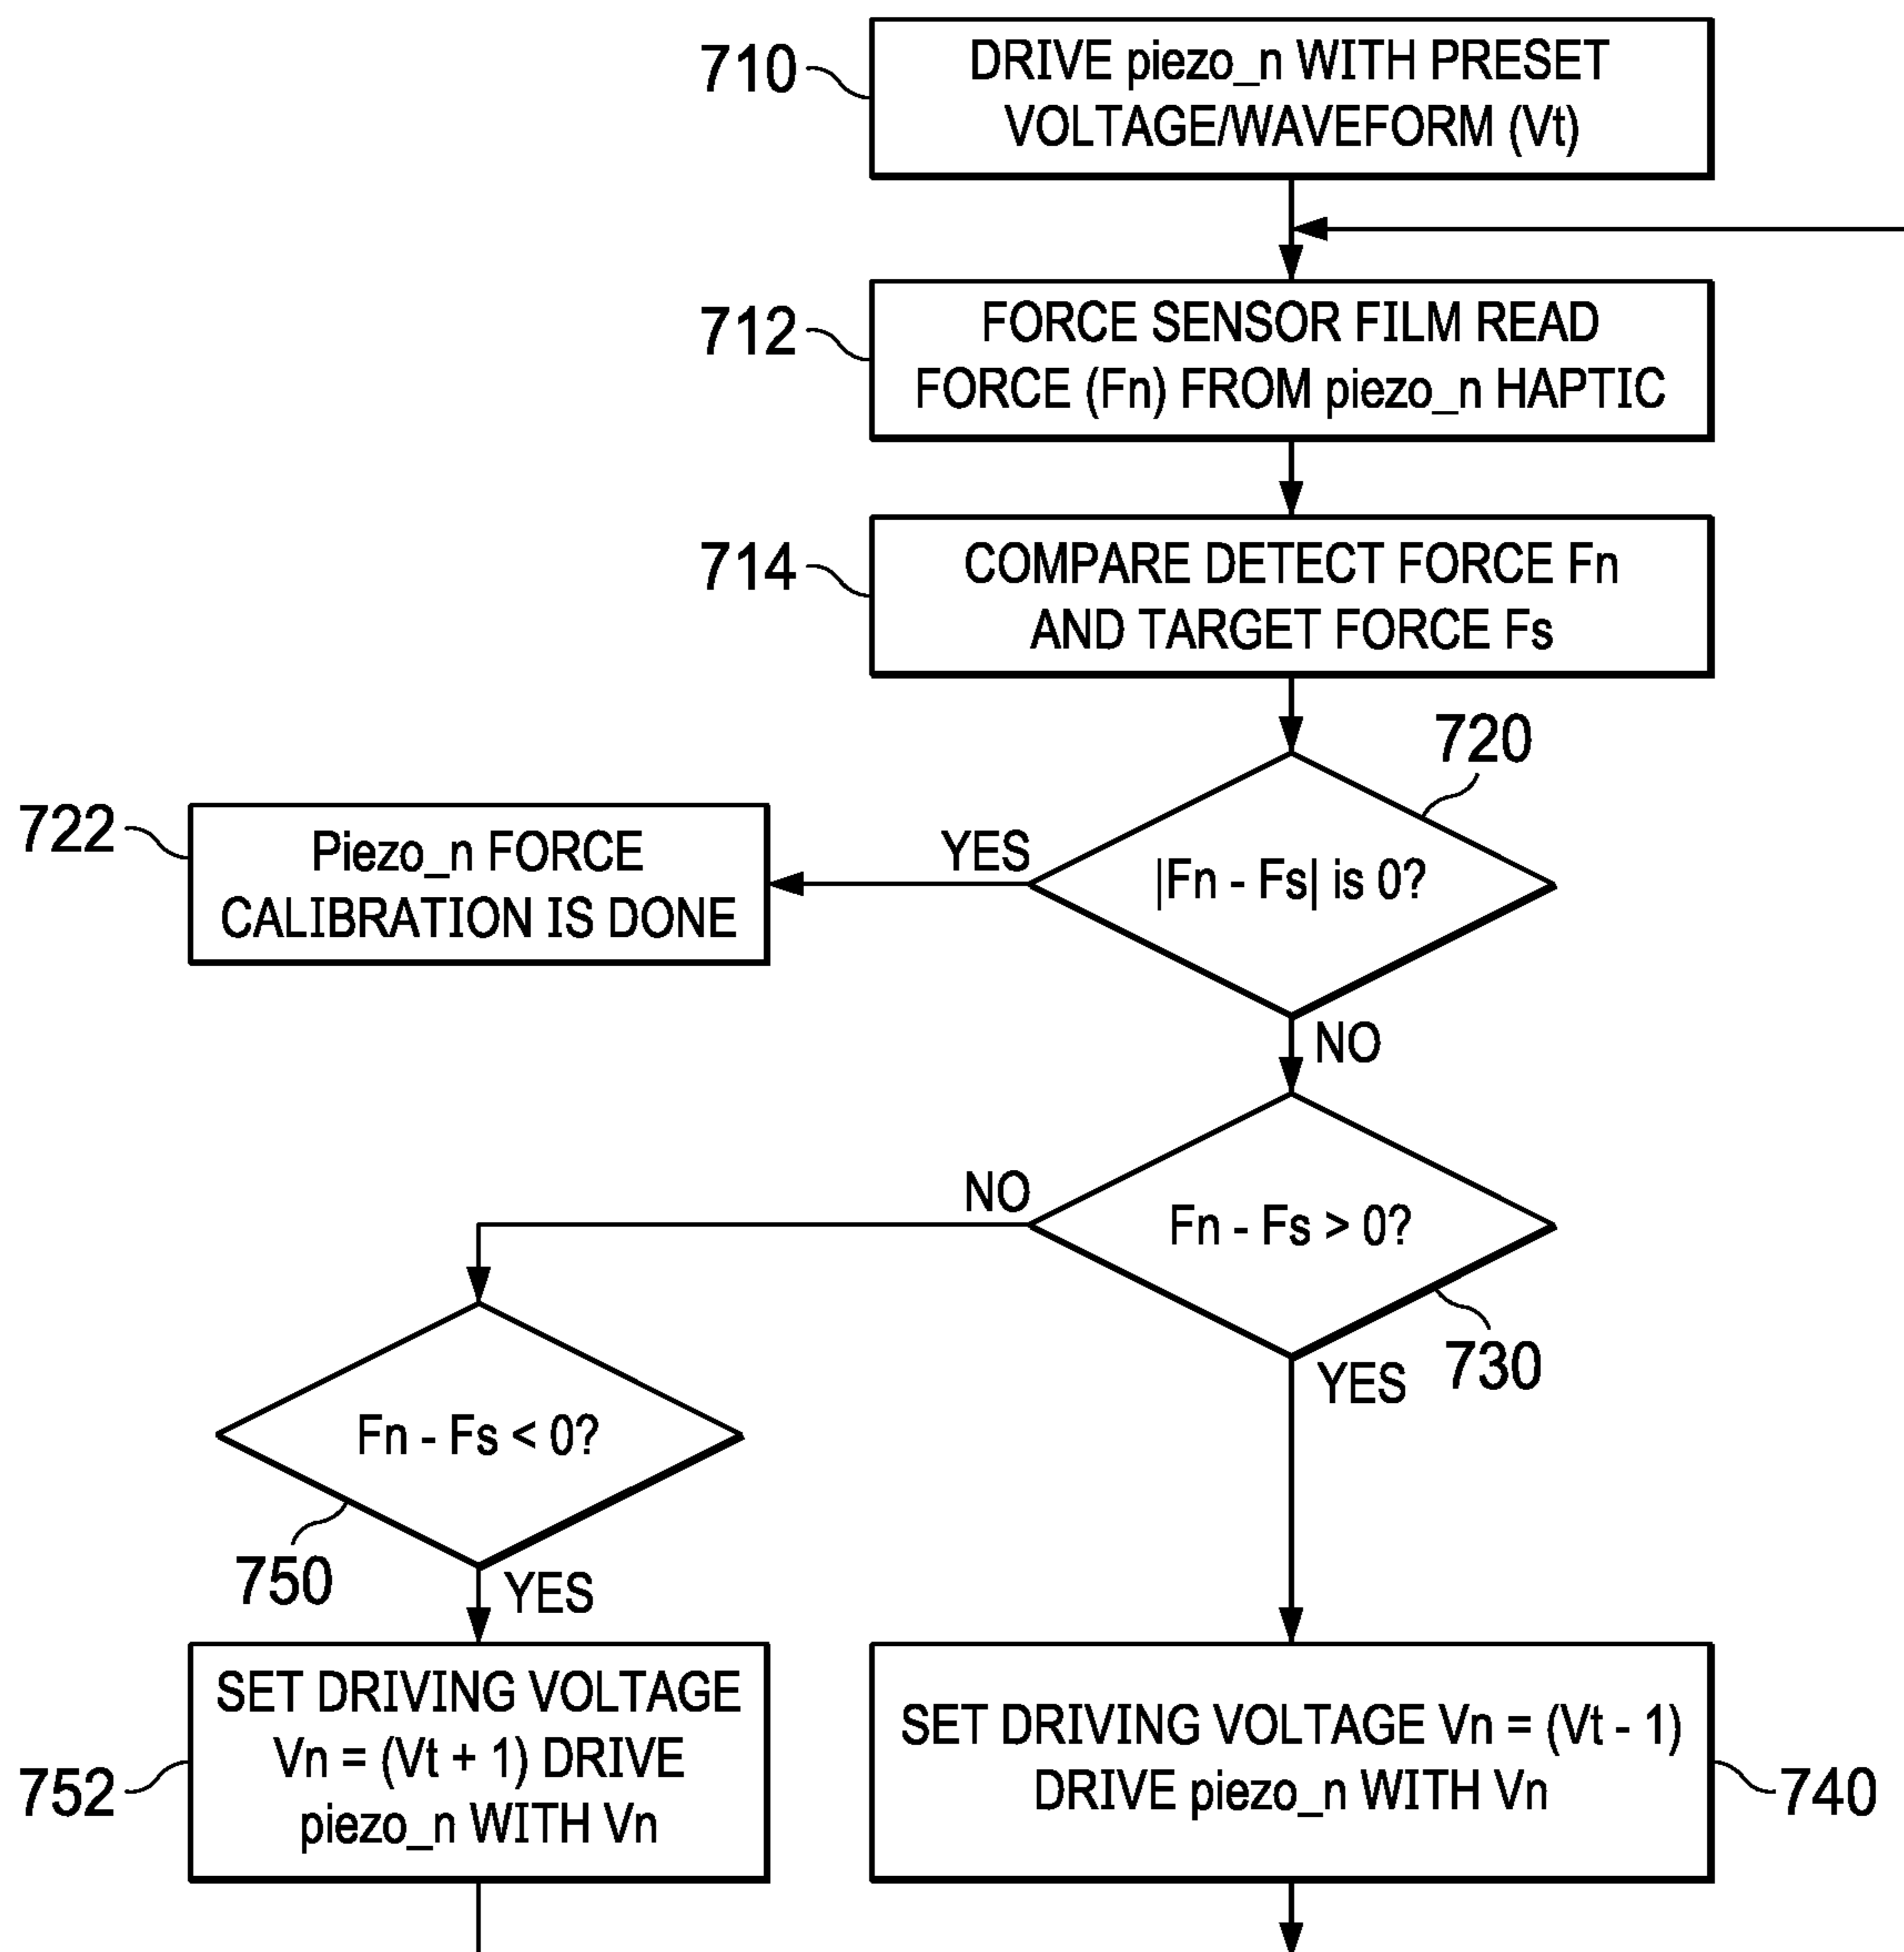 710
DRIVE piezo_n WITH PRESET
VOLTAGE/WAVEFORM (Vt)
712
FORCE SENSOR FILM READ
FORCE (Fn) FROM piezo_n HAPTIC
714
COMPARE DETECT FORCE Fn
AND TARGET FORCE Fs
720
|Fn - Fs| is 0?
YES
722
Piezo_n FORCE
CALIBRATION IS DONE
NO
Fn - Fs > 0?
730
NO
YES
Fn - Fs < 0?
750
YES
752
SET DRIVING VOLTAGE
Vn = (Vt + 1) DRIVE
piezo_n WITH Vn
SET DRIVING VOLTAGE Vn = (Vt - 1)
DRIVE piezo_n WITH Vn
740